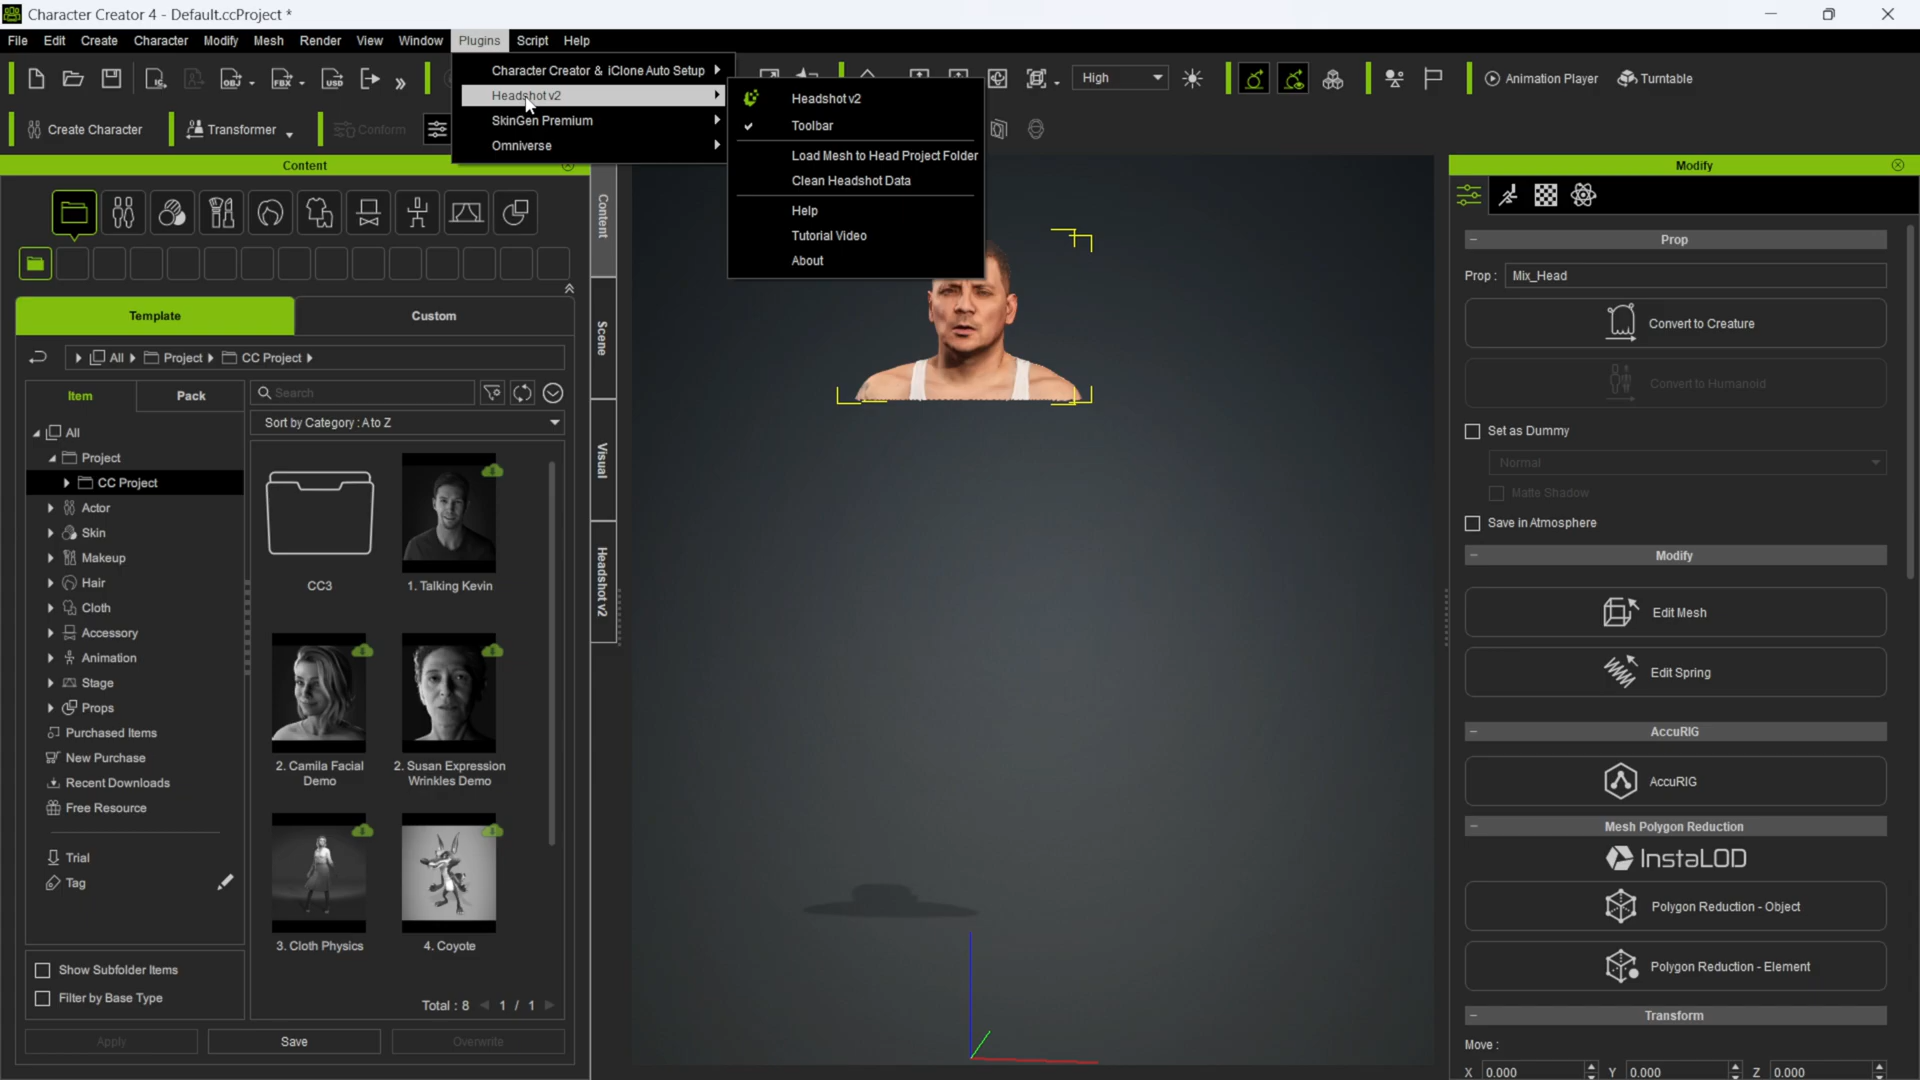 Character Creator 4 - Default.ccProject *
File Edit Create Character Modify Mesh Render View Window Plugins Script Help
High
Animation Player
Turntable
Create Character
Transformer
Conform
Character Creator & iClone Auto Setup
Headshot v2
SkinGen Premium
Omniverse
Headshot v2
Toolbar
Load Mesh to Head Project Folder
Clean Headshot Data
Help
Tutorial Video
About
Content
Template
Custom
All
Project
CC Project
Item
Pack
Search
Sort by Category : A to Z
All
Project
CC Project
Actor
Skin
Makeup
Hair
Cloth
Accessory
Animation
Stage
Props
Purchased Items
New Purchase
Recent Downloads
Free Resource
Trial
Tag
Show Subfolder Items
Filter by Base Type
CC3
1. Talking Kevin
2. Camila Facial
Demo
2. Susan Expression
Wrinkles Demo
3. Cloth Physics
4. Coyote
Total : 8
1 / 1
Apply
Save
Overwrite
Content
Scene
Visual
Headshot v2
Modify
Prop
Prop :
Mix_Head
Convert to Creature
Convert to Humanoid
Set as Dummy
Normal
Matte Shadow
Save in Atmosphere
Modify
Edit Mesh
Edit Spring
AccuRIG
AccuRIG
Mesh Polygon Reduction
InstaLOD
Polygon Reduction - Object
Polygon Reduction - Element
Transform
Move :
X 0.000 Y 0.000 Z 0.000